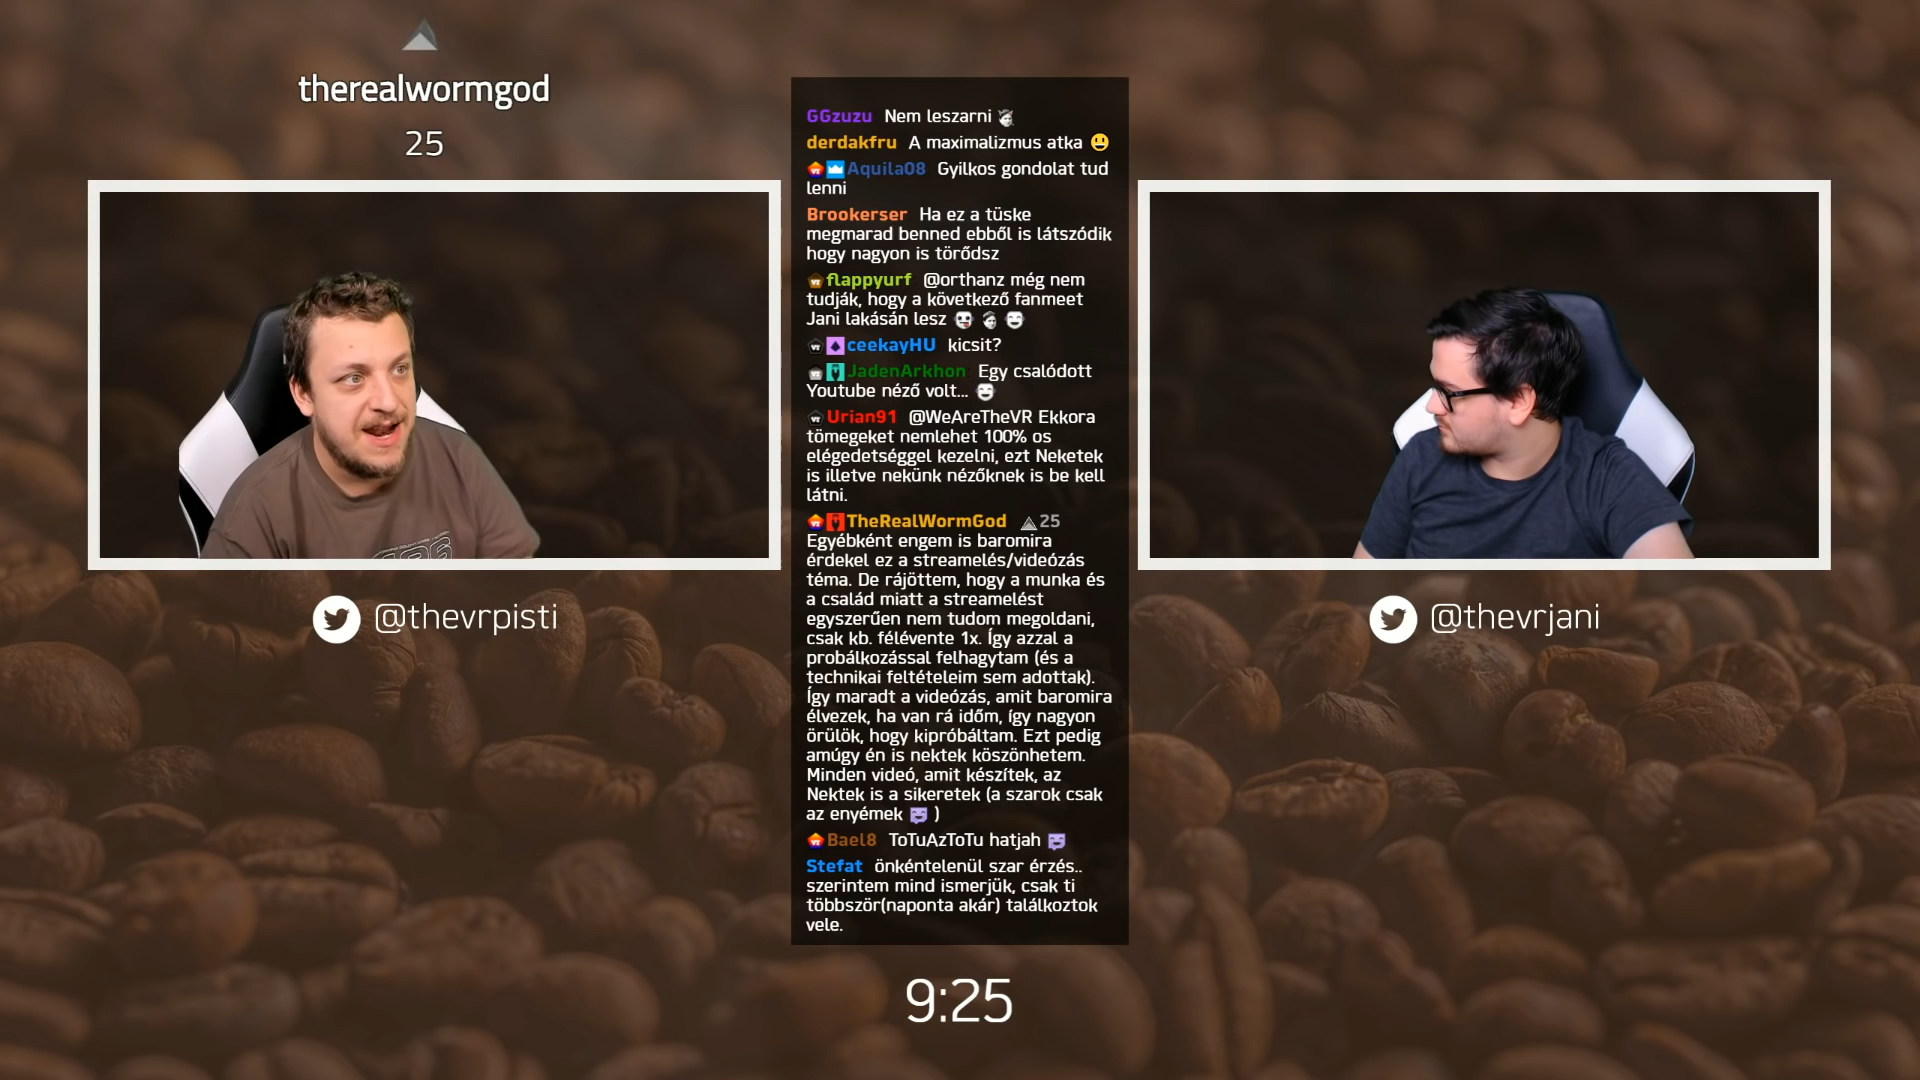 therealwormgod
25
GGzuzu Nem leszarni
derdakfru A maximalizmus atka
Aquila08 Gyilkos gondolat tud
lenni
Brookerser Ha ez a tüske
megmarad benned ebből is látszódik
hogy nagyon is törődsz
flappyurf @orthanz még nem
tudják, hogy a következő fanmeet
Jani lakásán lesz
ceekayHU kicsit?
JadenArkhon Egy csalódott
Youtube néző volt...
Urian91 @WeAreTheVR Ekkora
tömegeket nemlehet 100% os
elégedetséggel kezelni, ezt Neketek
is illetve nekünk nézőknek is be kell
látni.
TheRealWormGod 25
Egyébként engem is baromira
érdekel ez a streamelés/videózás
téma. De rájöttem, hogy a munka és
a család miatt a streamelést
egyszerűen nem tudom megoldani,
csak kb. félévente 1x. Így azzal a
probálkozással felhagytam (és a
technikai feltételeim sem adottak).
Így maradt a videózás, amit baromira
élvezek, ha van rá időm, így nagyon
örülök, hogy kipróbáltam. Ezt pedig
amúgy én is nektek köszönhetem.
Minden videó, amit készítek, az
Nektek is a sikeretek (a szarok csak
az enyémek )
Bael8 ToTuAzToTu hatjah
Stefat önkéntelenül szar érzés..
szerintem mind ismerjük, csak ti
többször(naponta akár) találkoztok
vele.
@thevrpisti
@thevrjani
9:25